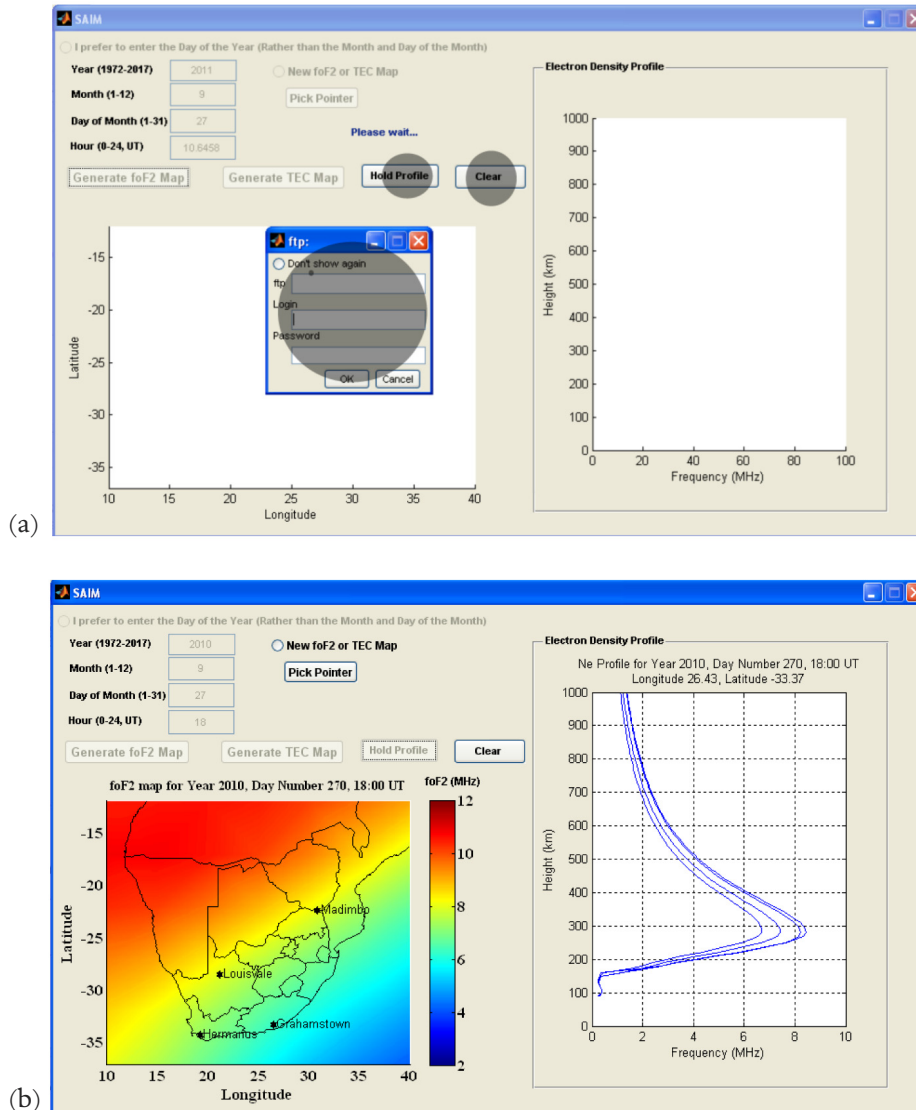 (a)
SAIM
I prefer to enter the Day of the Year (Rather than the Month and Day of the Month)
Year (1972-2017) 2011
New foF2 or TEC Map
Month (1-12) 9
Pick Pointer
Day of Month (1-31) 27
Please wait...
Hour (0-24, UT) 10.6458
Generate foF2 Map Generate TEC Map Hold Profile Clear
ftp:
Don't show again
ftp
Login
Password
OK Cancel
-15
-20
-25
-30
-35
Latitude
10 15 20 25 30 35 40
Longitude
Electron Density Profile
1000
900
800
700
600
500
400
300
200
100
0
Height (km)
0 20 40 60 80 100
Frequency (MHz)
(b)
SAIM
I prefer to enter the Day of the Year (Rather than the Month and Day of the Month)
Year (1972-2017) 2010
New foF2 or TEC Map
Month (1-12) 9
Pick Pointer
Day of Month (1-31) 27
Hour (0-24, UT) 18
Generate foF2 Map Generate TEC Map Hold Profile Clear
foF2 map for Year 2010, Day Number 270, 18:00 UT
foF2 (MHz)
12
10
8
6
4
2
-15
-20
-25
-30
-35
Latitude
Madimbo
Louisvale
Hermanus
Grahamstown
10 15 20 25 30 35 40
Longitude
Electron Density Profile
Ne Profile for Year 2010, Day Number 270, 18:00 UT
Longitude 26.43, Latitude -33.37
1000
900
800
700
600
500
400
300
200
100
0
Height (km)
0 2 4 6 8 10
Frequency (MHz)